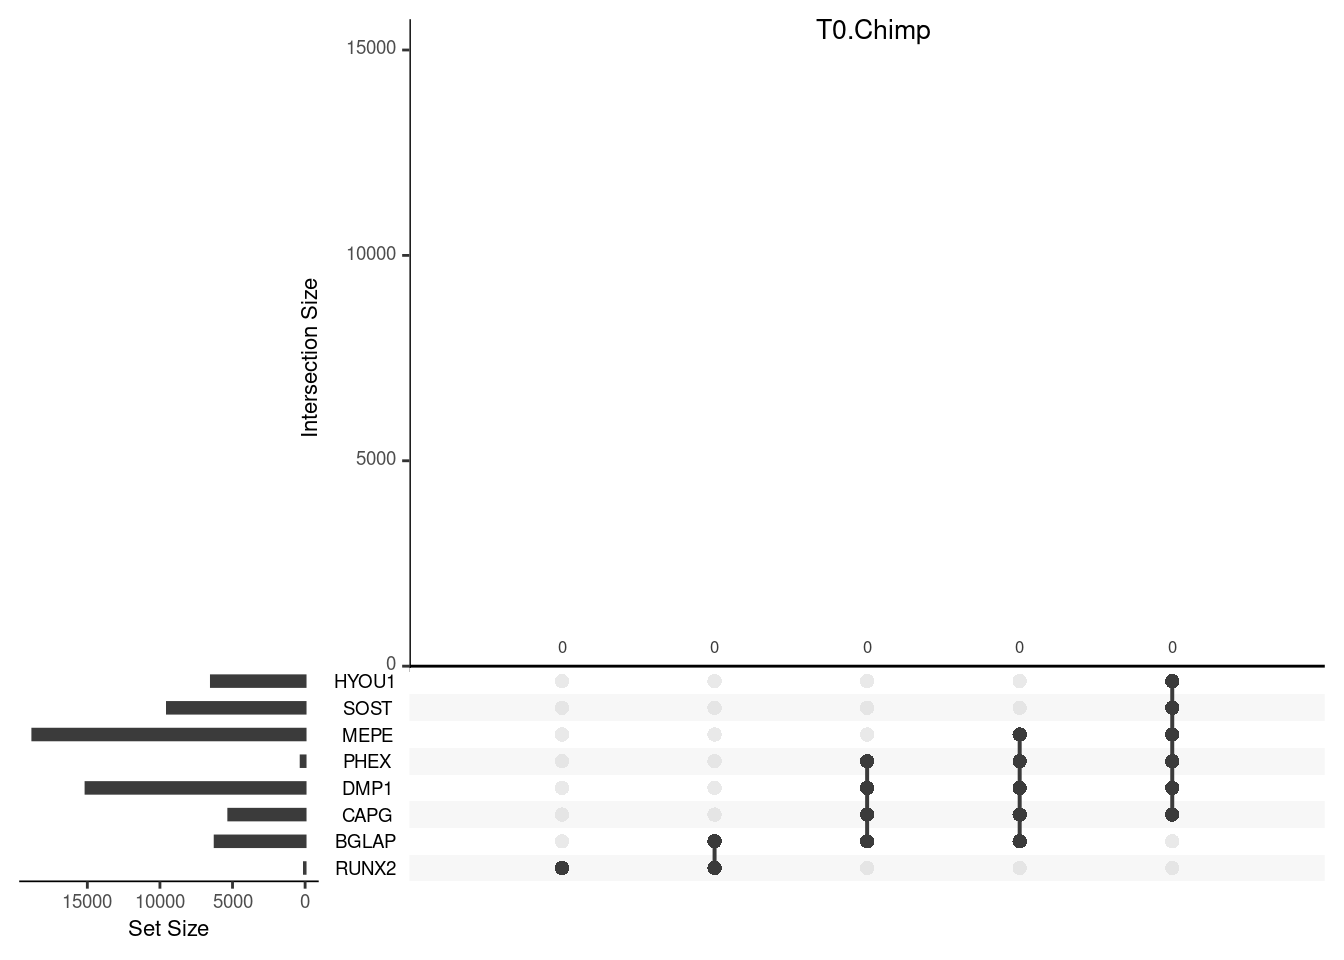 T0.Chimp
15000
10000
5000
0
Intersection Size
0 0 0 0 0
HYOU1
SOST
MEPE
PHEX
DMP1
CAPG
BGLAP
RUNX2
15000 10000 5000 0
Set Size